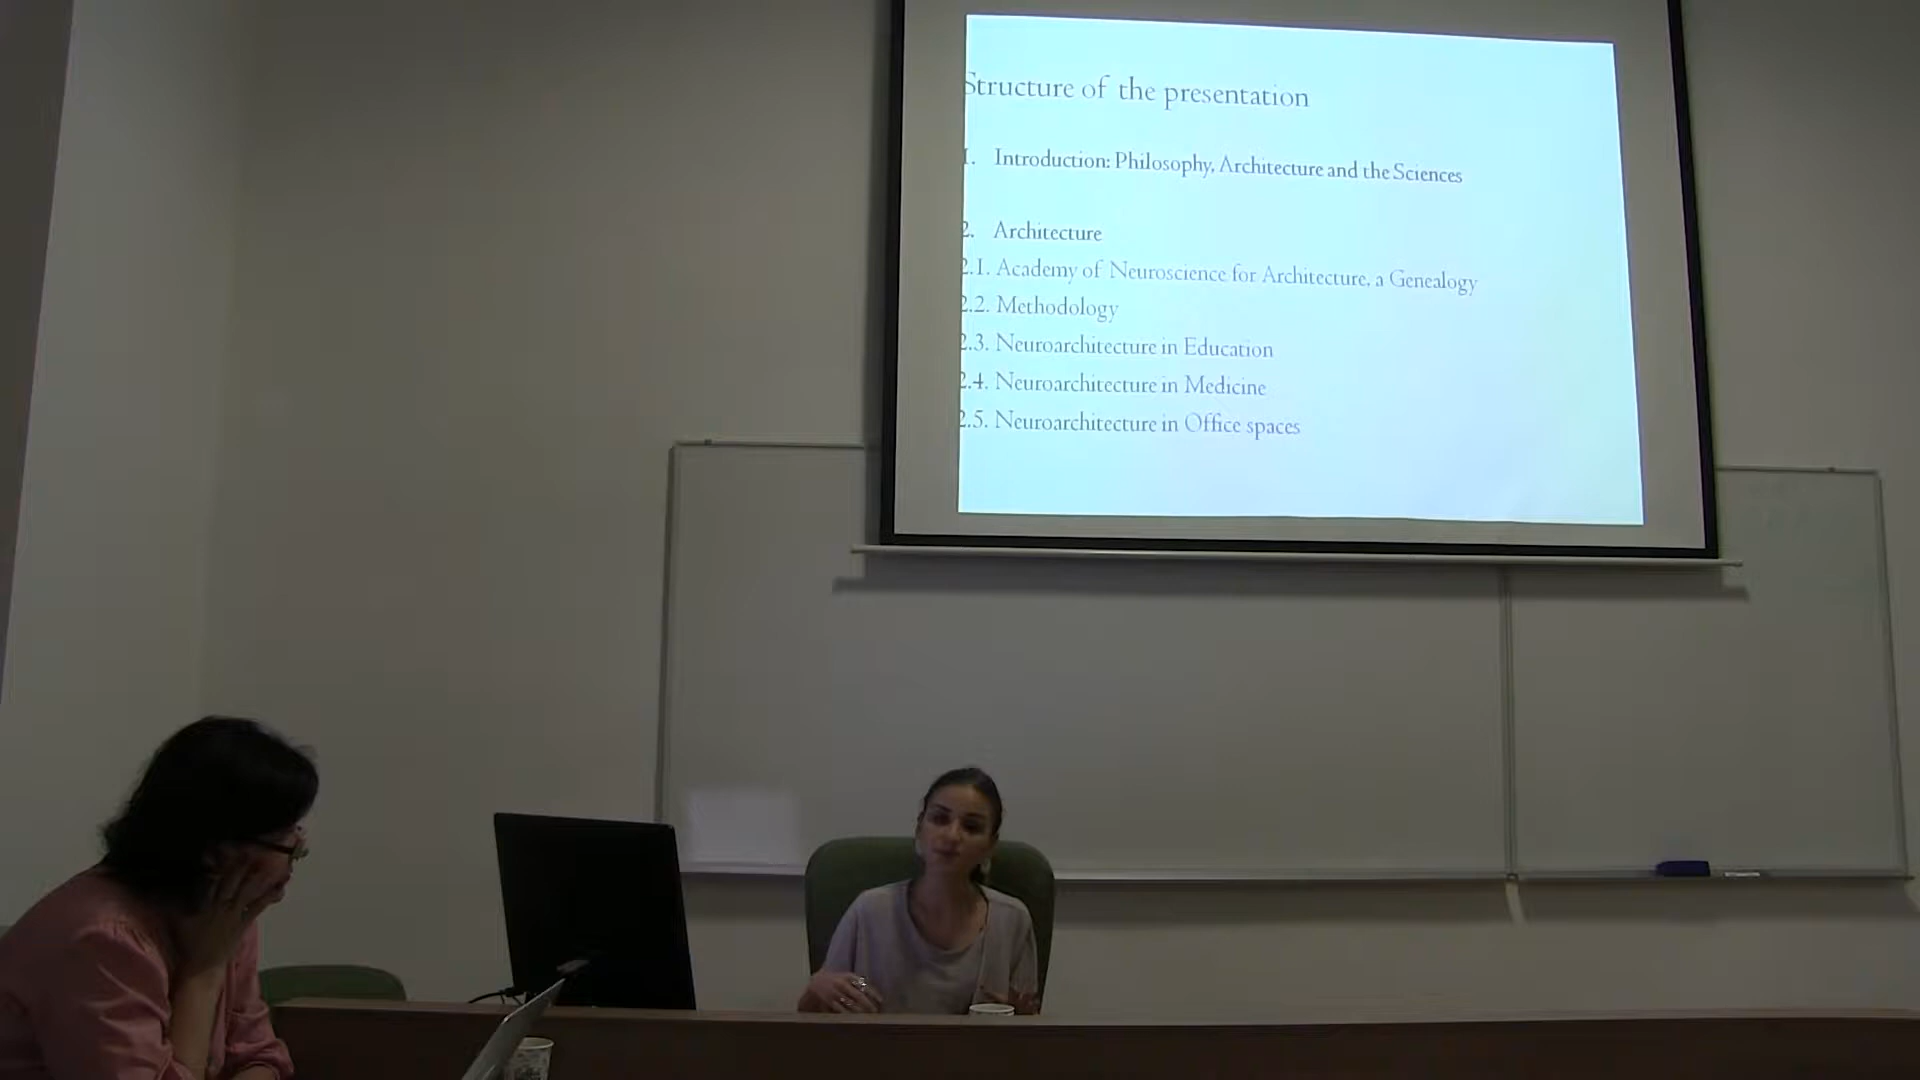 Structure of the presentation
1. Introduction: Philosophy, Architecture and the Sciences
2. Architecture
2.1. Academy of Neuroscience for Architecture, a Genealogy
2.2. Methodology
2.3. Neuroarchitecture in Education
2.4. Neuroarchitecture in Medicine
2.5. Neuroarchitecture in Office spaces